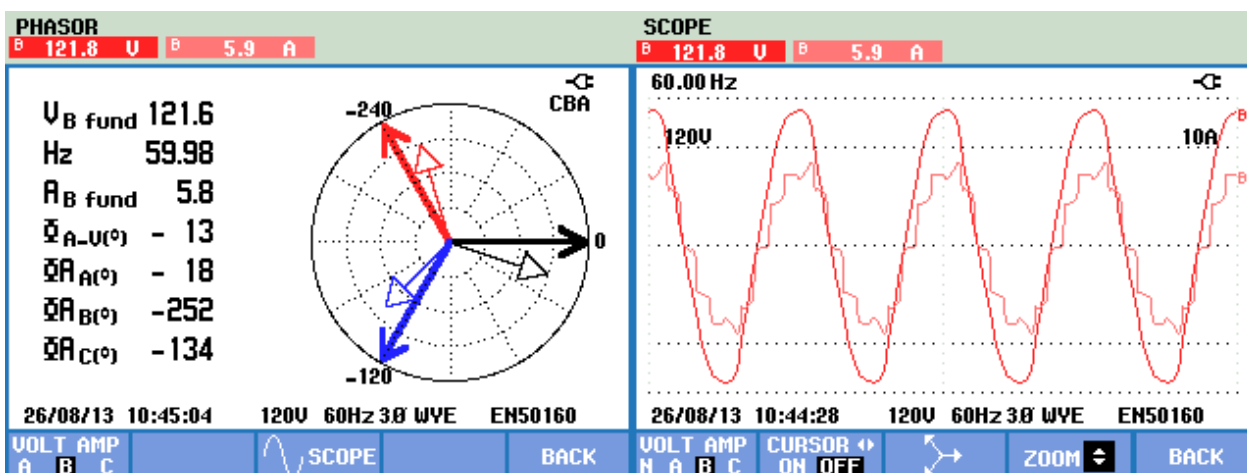 PHASOR
B 121.8 V B 5.9 A
CBA
V B fund 121.6
Hz 59.98
A B fund 5.8
Φ A-V(°) - 13
ΦA A(°) - 18
ΦA B(°) -252
ΦA C(°) -134
-240
0
-120
26/08/13 10:45:04 120V 60Hz 3Ø WYE EN50160
VOLT AMP
A B C
SCOPE
BACK
SCOPE
B 121.8 V B 5.9 A
60.00 Hz
120V
10A
B
B
26/08/13 10:44:28 120V 60Hz 3Ø WYE EN50160
VOLT AMP
N A B C
CURSOR
ON OFF
ZOOM
BACK